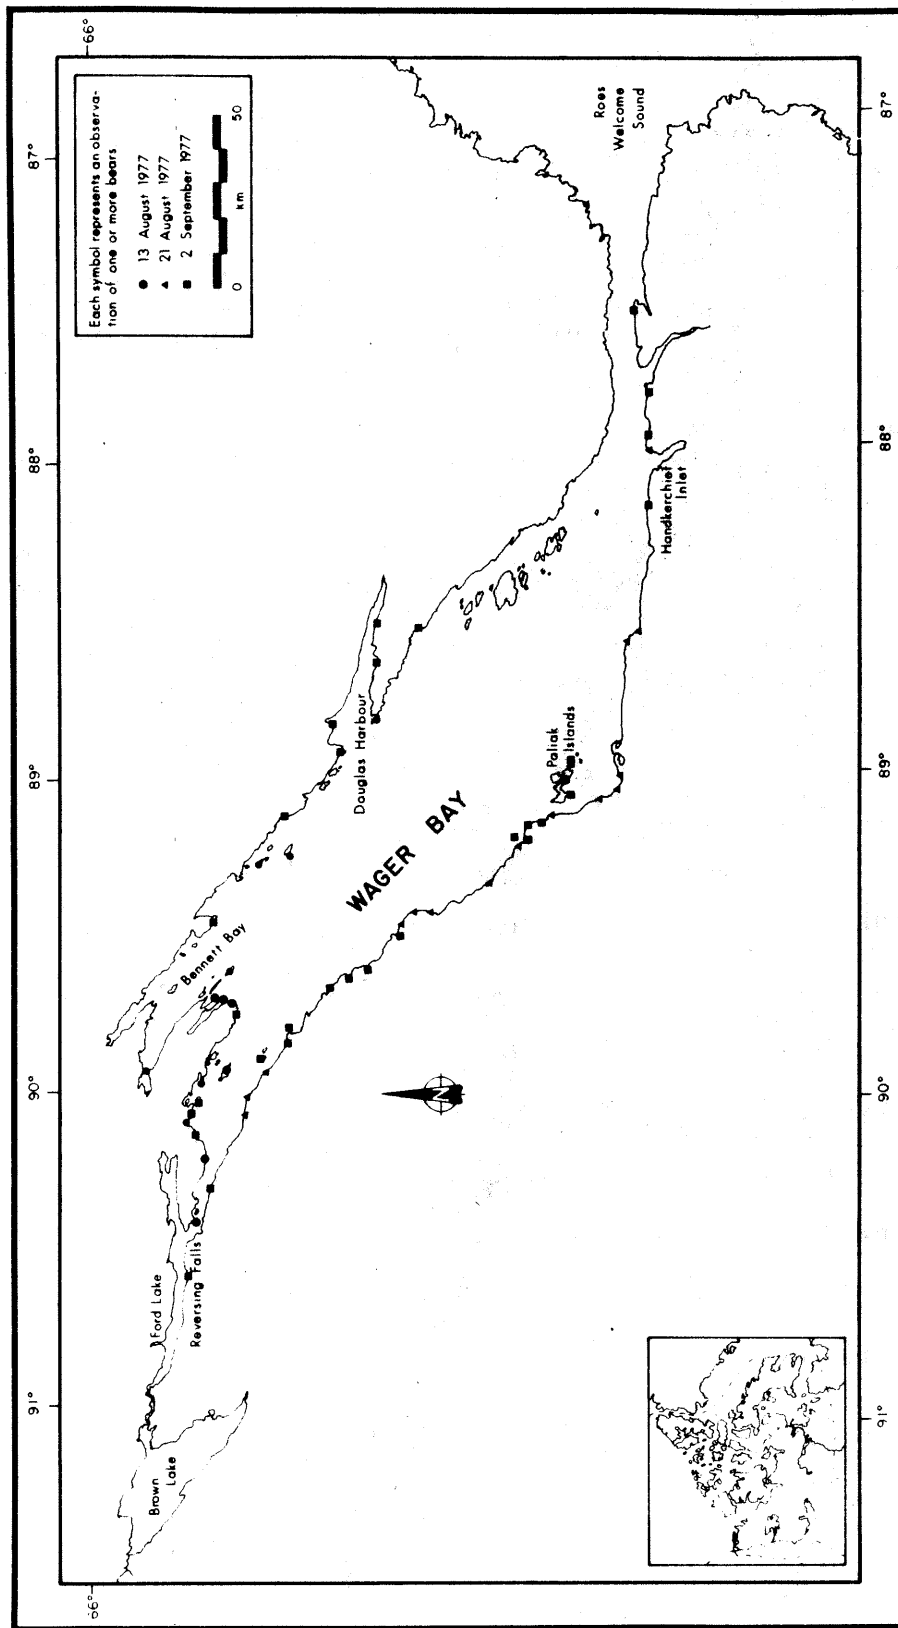 Each symbol represents an observa-
tion of one or more bears
● 13 August 1977
▲ 21 August 1977
■ 2 September 1977
0 km 50
66°
87°
88°
89°
90°
91°
66°
Roes
Welcome
Sound
Handkerchief
Inlet
Douglas Harbour
Paliak
Islands
WAGER BAY
Bennett Bay
Ford Lake
Reversing Falls
Brown
Lake
N
87°
88°
89°
90°
91°